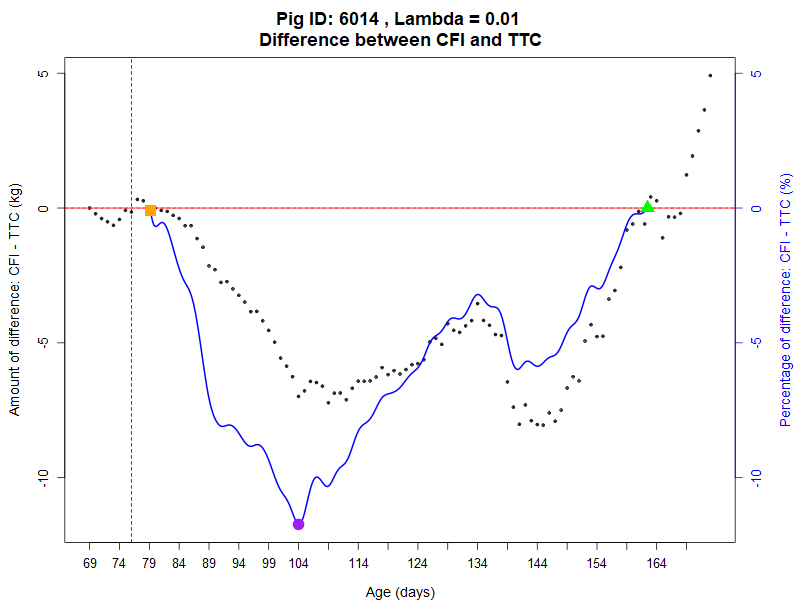 Pig ID: 6014 , Lambda = 0.01
Difference between CFI and TTC
Amount of difference: CFI - TTC (kg)
5
0
-5
-10
5
0
-5
-10
Percentage of difference: CFI - TTC (%)
69 74 79 84 89 94 99 104 114 124 134 144 154 164
Age (days)